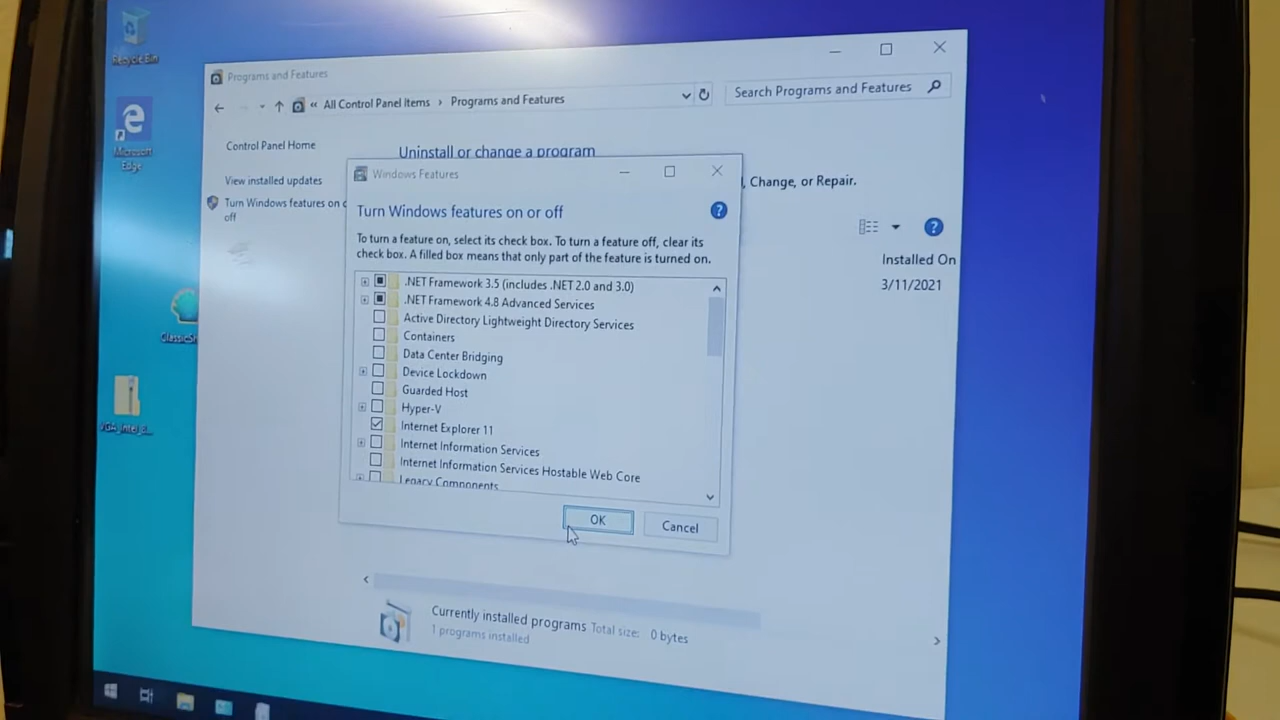 Recycle Bin
Microsoft
Edge
Programs and Features
« All Control Panel Items › Programs and Features
Search Programs and Features
Control Panel Home
View installed updates
Turn Windows features on
off
Uninstall or change a program
, Change, or Repair.
Installed On
3/11/2021
Windows Features
Turn Windows features on or off
To turn a feature on, select its check box. To turn a feature off, clear its
check box. A filled box means that only part of the feature is turned on.
.NET Framework 3.5 (includes .NET 2.0 and 3.0)
.NET Framework 4.8 Advanced Services
Active Directory Lightweight Directory Services
Containers
Data Center Bridging
Device Lockdown
Guarded Host
Hyper-V
Internet Explorer 11
Internet Information Services
Internet Information Services Hostable Web Core
Legacy Components
OK
Cancel
Currently installed programs Total size: 0 bytes
1 programs installed